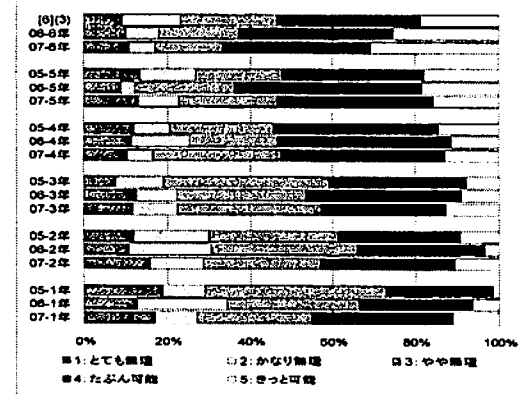 [6](3)
06-6年
07-6年
05-5年
06-5年
07-5年
05-4年
06-4年
07-4年
05-3年
06-3年
07-3年
05-2年
06-2年
07-2年
05-1年
06-1年
07-1年
0% 20% 40% 60% 80% 100%
1:とても無理 2:かなり無理 3:やや無理
4:たぶん可能 5:きっと可能